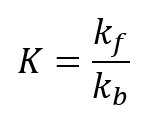 K = k_f / k_b